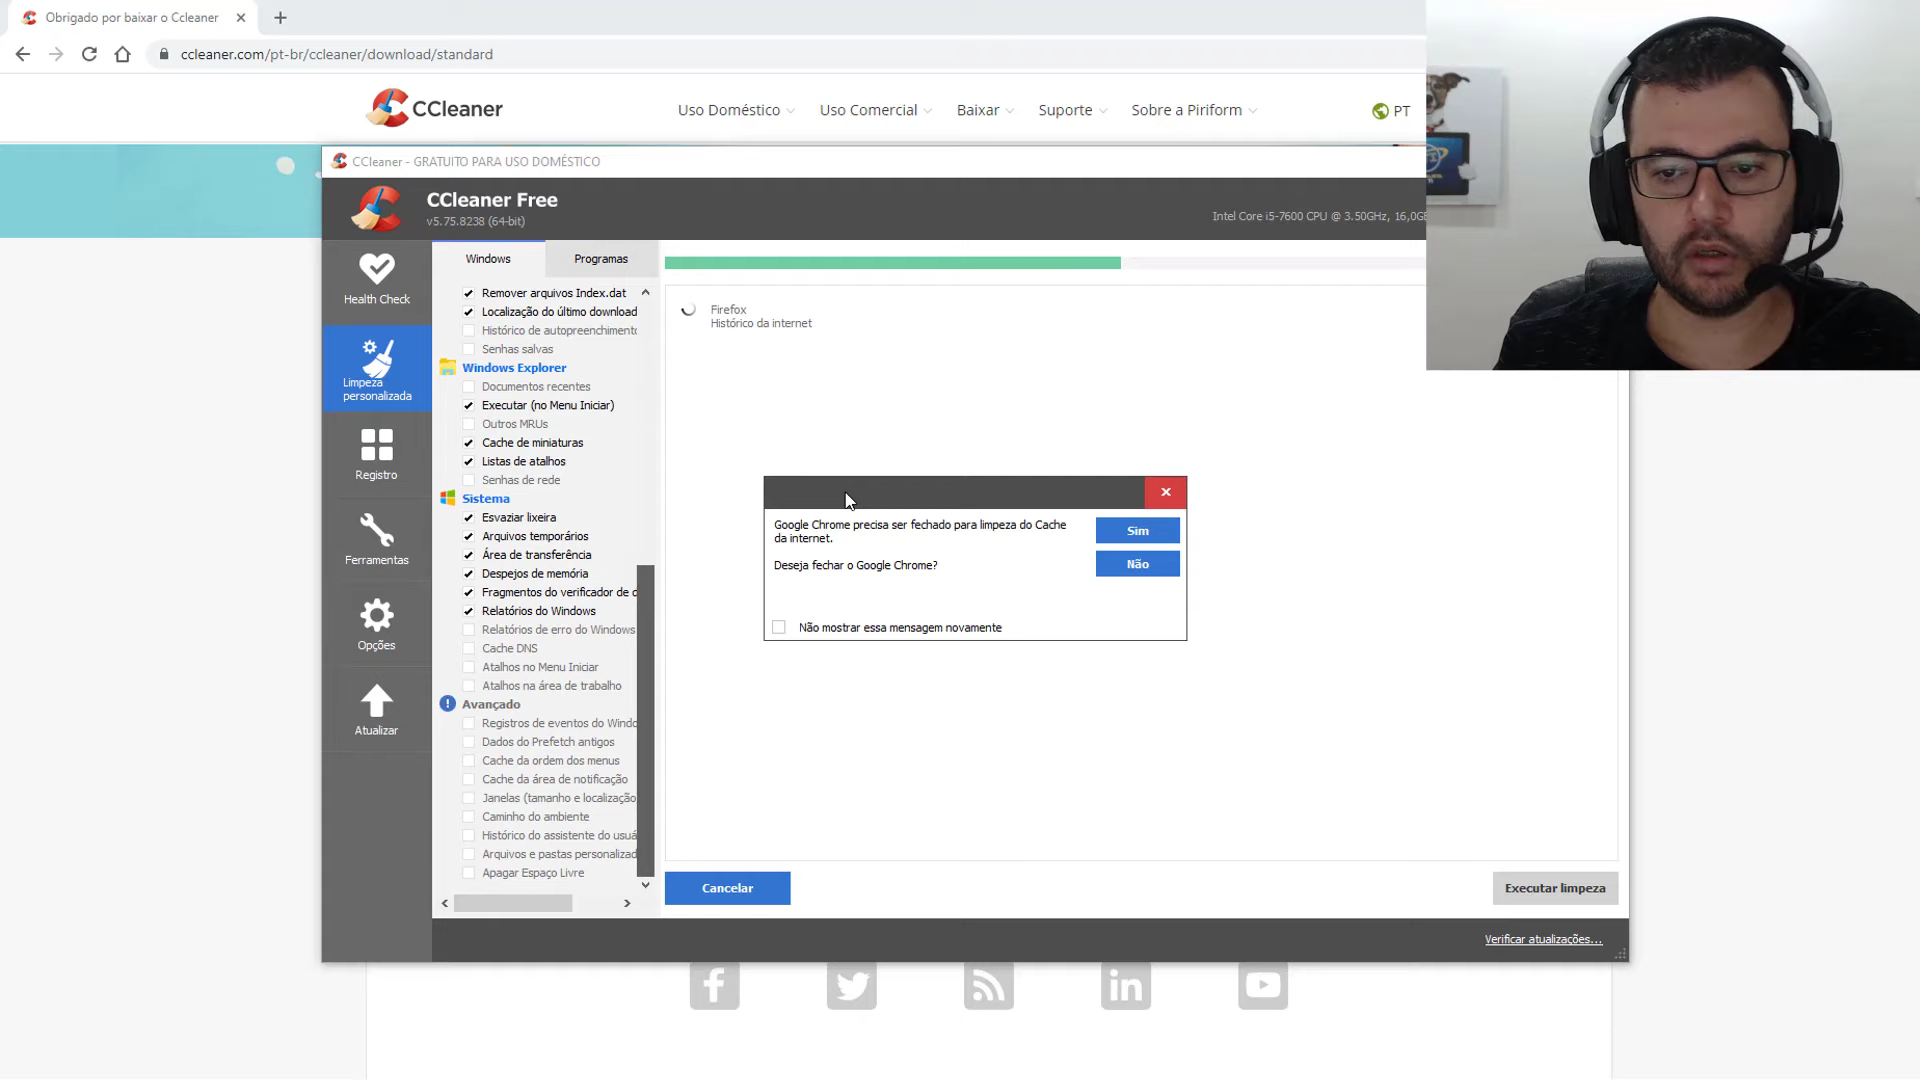 Obrigado por baixar o Ccleaner
ccleaner.com/pt-br/ccleaner/download/standard
CCleaner
Uso Doméstico
Uso Comercial
Baixar
Suporte
Sobre a Piriform
PT
CCleaner - GRATUITO PARA USO DOMÉSTICO
CCleaner Free
v5.75.8238 (64-bit)
Intel Core i5-7600 CPU @ 3.50GHz, 16,0GB
Health Check
Limpeza
personalizada
Registro
Ferramentas
Opções
Atualizar
Windows
Programas
Remover arquivos Index.dat
Localização do último download
Histórico de autopreenchimento
Senhas salvas
Windows Explorer
Documentos recentes
Executar (no Menu Iniciar)
Outros MRUs
Cache de miniaturas
Listas de atalhos
Senhas de rede
Sistema
Esvaziar lixeira
Arquivos temporários
Área de transferência
Despejos de memória
Fragmentos do verificador de d
Relatórios do Windows
Relatórios de erro do Windows
Cache DNS
Atalhos no Menu Iniciar
Atalhos na área de trabalho
Avançado
Registros de eventos do Windo
Dados do Prefetch antigos
Cache da ordem dos menus
Cache da área de notificação
Janelas (tamanho e localização
Caminho do ambiente
Histórico do assistente do usuá
Arquivos e pastas personalizad
Apagar Espaço Livre
Firefox
Histórico da internet
Google Chrome precisa ser fechado para limpeza do Cache
da internet.
Deseja fechar o Google Chrome?
Sim
Não
Não mostrar essa mensagem novamente
Cancelar
Executar limpeza
Verificar atualizações...